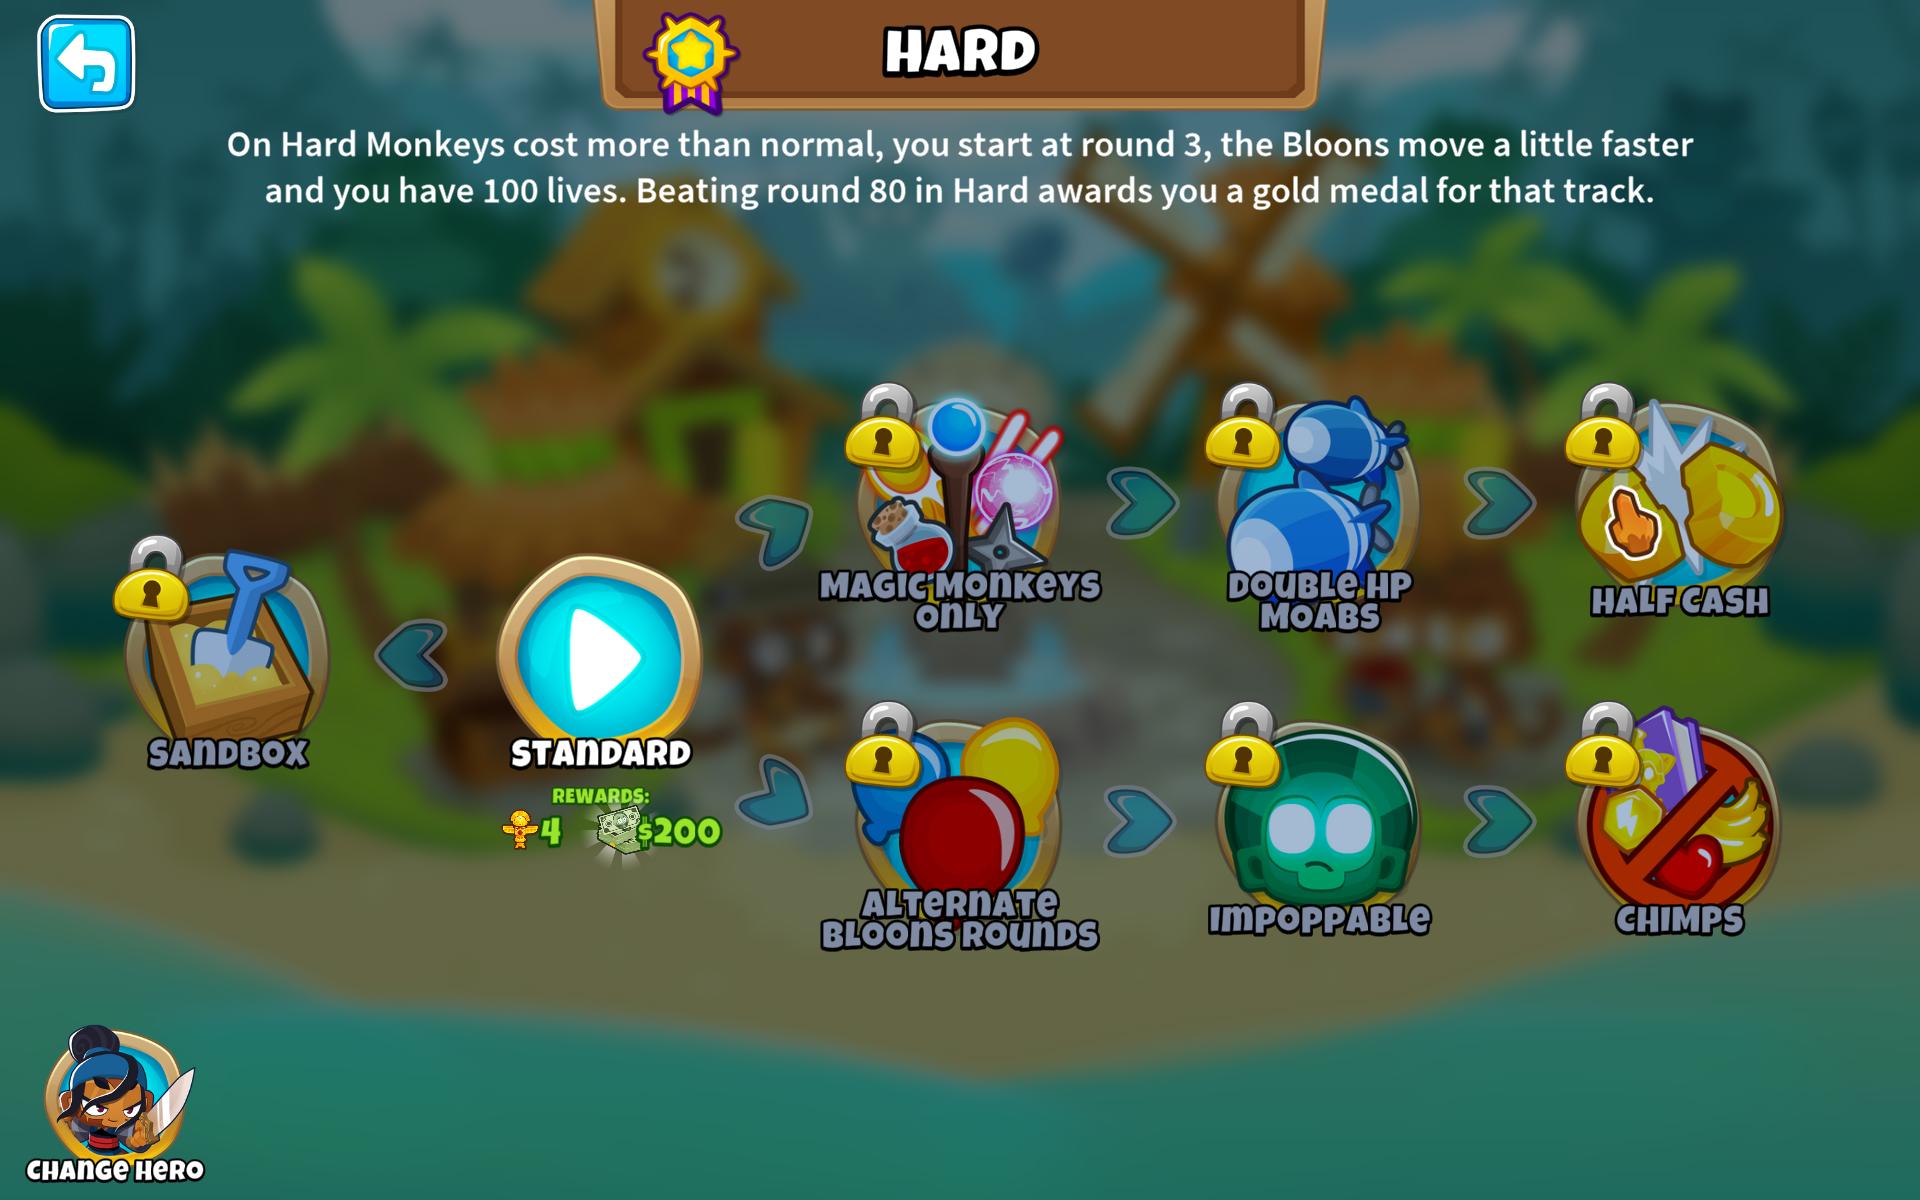 HARD
On Hard Monkeys cost more than normal, you start at round 3, the Bloons move a little faster
and you have 100 lives. Beating round 80 in Hard awards you a gold medal for that track.
MAGIC MONKEYS
ONLY
DOUBLE HP
MOABS
HALF CASH
SANDBOX
STANDARD
REWARDS:
4 $200
ALTERNATE
BLOONS ROUNDS
IMPOPPABLE
CHIMPS
CHANGE HERO